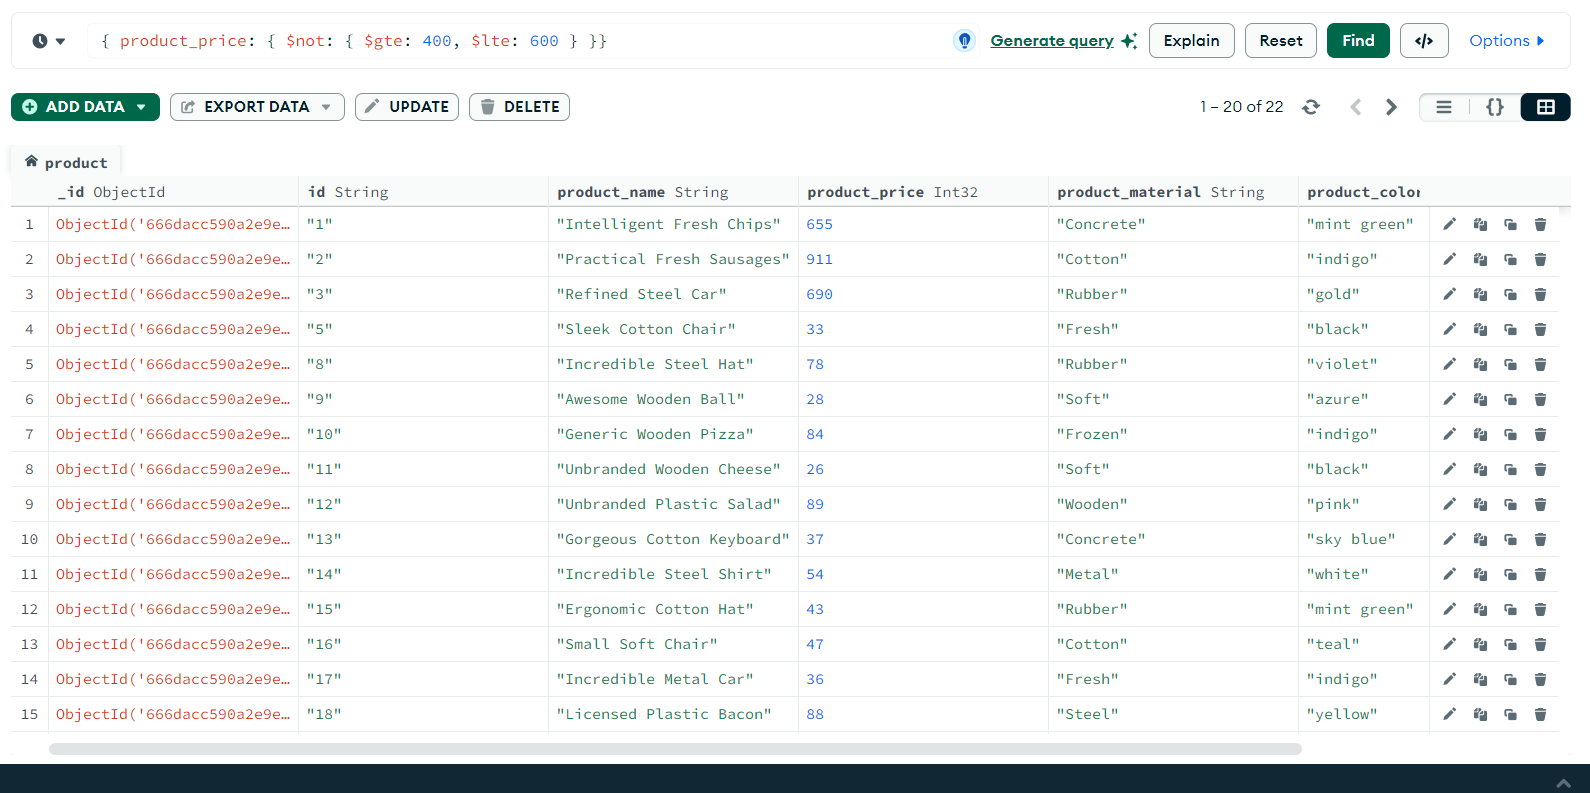 { product_price: { $not: { $gte: 400, $lte: 600 } }}
Generate query
Explain
Reset
Find
</>
Options
ADD DATA
EXPORT DATA
UPDATE
DELETE
1 – 20 of 22
{}
product
_id ObjectId id String product_name String product_price Int32 product_material String product_color
1 ObjectId('666dacc590a2e9e… "1" "Intelligent Fresh Chips" 655 "Concrete" "mint green"
2 ObjectId('666dacc590a2e9e… "2" "Practical Fresh Sausages" 911 "Cotton" "indigo"
3 ObjectId('666dacc590a2e9e… "3" "Refined Steel Car" 690 "Rubber" "gold"
4 ObjectId('666dacc590a2e9e… "5" "Sleek Cotton Chair" 33 "Fresh" "black"
5 ObjectId('666dacc590a2e9e… "8" "Incredible Steel Hat" 78 "Rubber" "violet"
6 ObjectId('666dacc590a2e9e… "9" "Awesome Wooden Ball" 28 "Soft" "azure"
7 ObjectId('666dacc590a2e9e… "10" "Generic Wooden Pizza" 84 "Frozen" "indigo"
8 ObjectId('666dacc590a2e9e… "11" "Unbranded Wooden Cheese" 26 "Soft" "black"
9 ObjectId('666dacc590a2e9e… "12" "Unbranded Plastic Salad" 89 "Wooden" "pink"
10 ObjectId('666dacc590a2e9e… "13" "Gorgeous Cotton Keyboard" 37 "Concrete" "sky blue"
11 ObjectId('666dacc590a2e9e… "14" "Incredible Steel Shirt" 54 "Metal" "white"
12 ObjectId('666dacc590a2e9e… "15" "Ergonomic Cotton Hat" 43 "Rubber" "mint green"
13 ObjectId('666dacc590a2e9e… "16" "Small Soft Chair" 47 "Cotton" "teal"
14 ObjectId('666dacc590a2e9e… "17" "Incredible Metal Car" 36 "Fresh" "indigo"
15 ObjectId('666dacc590a2e9e… "18" "Licensed Plastic Bacon" 88 "Steel" "yellow"